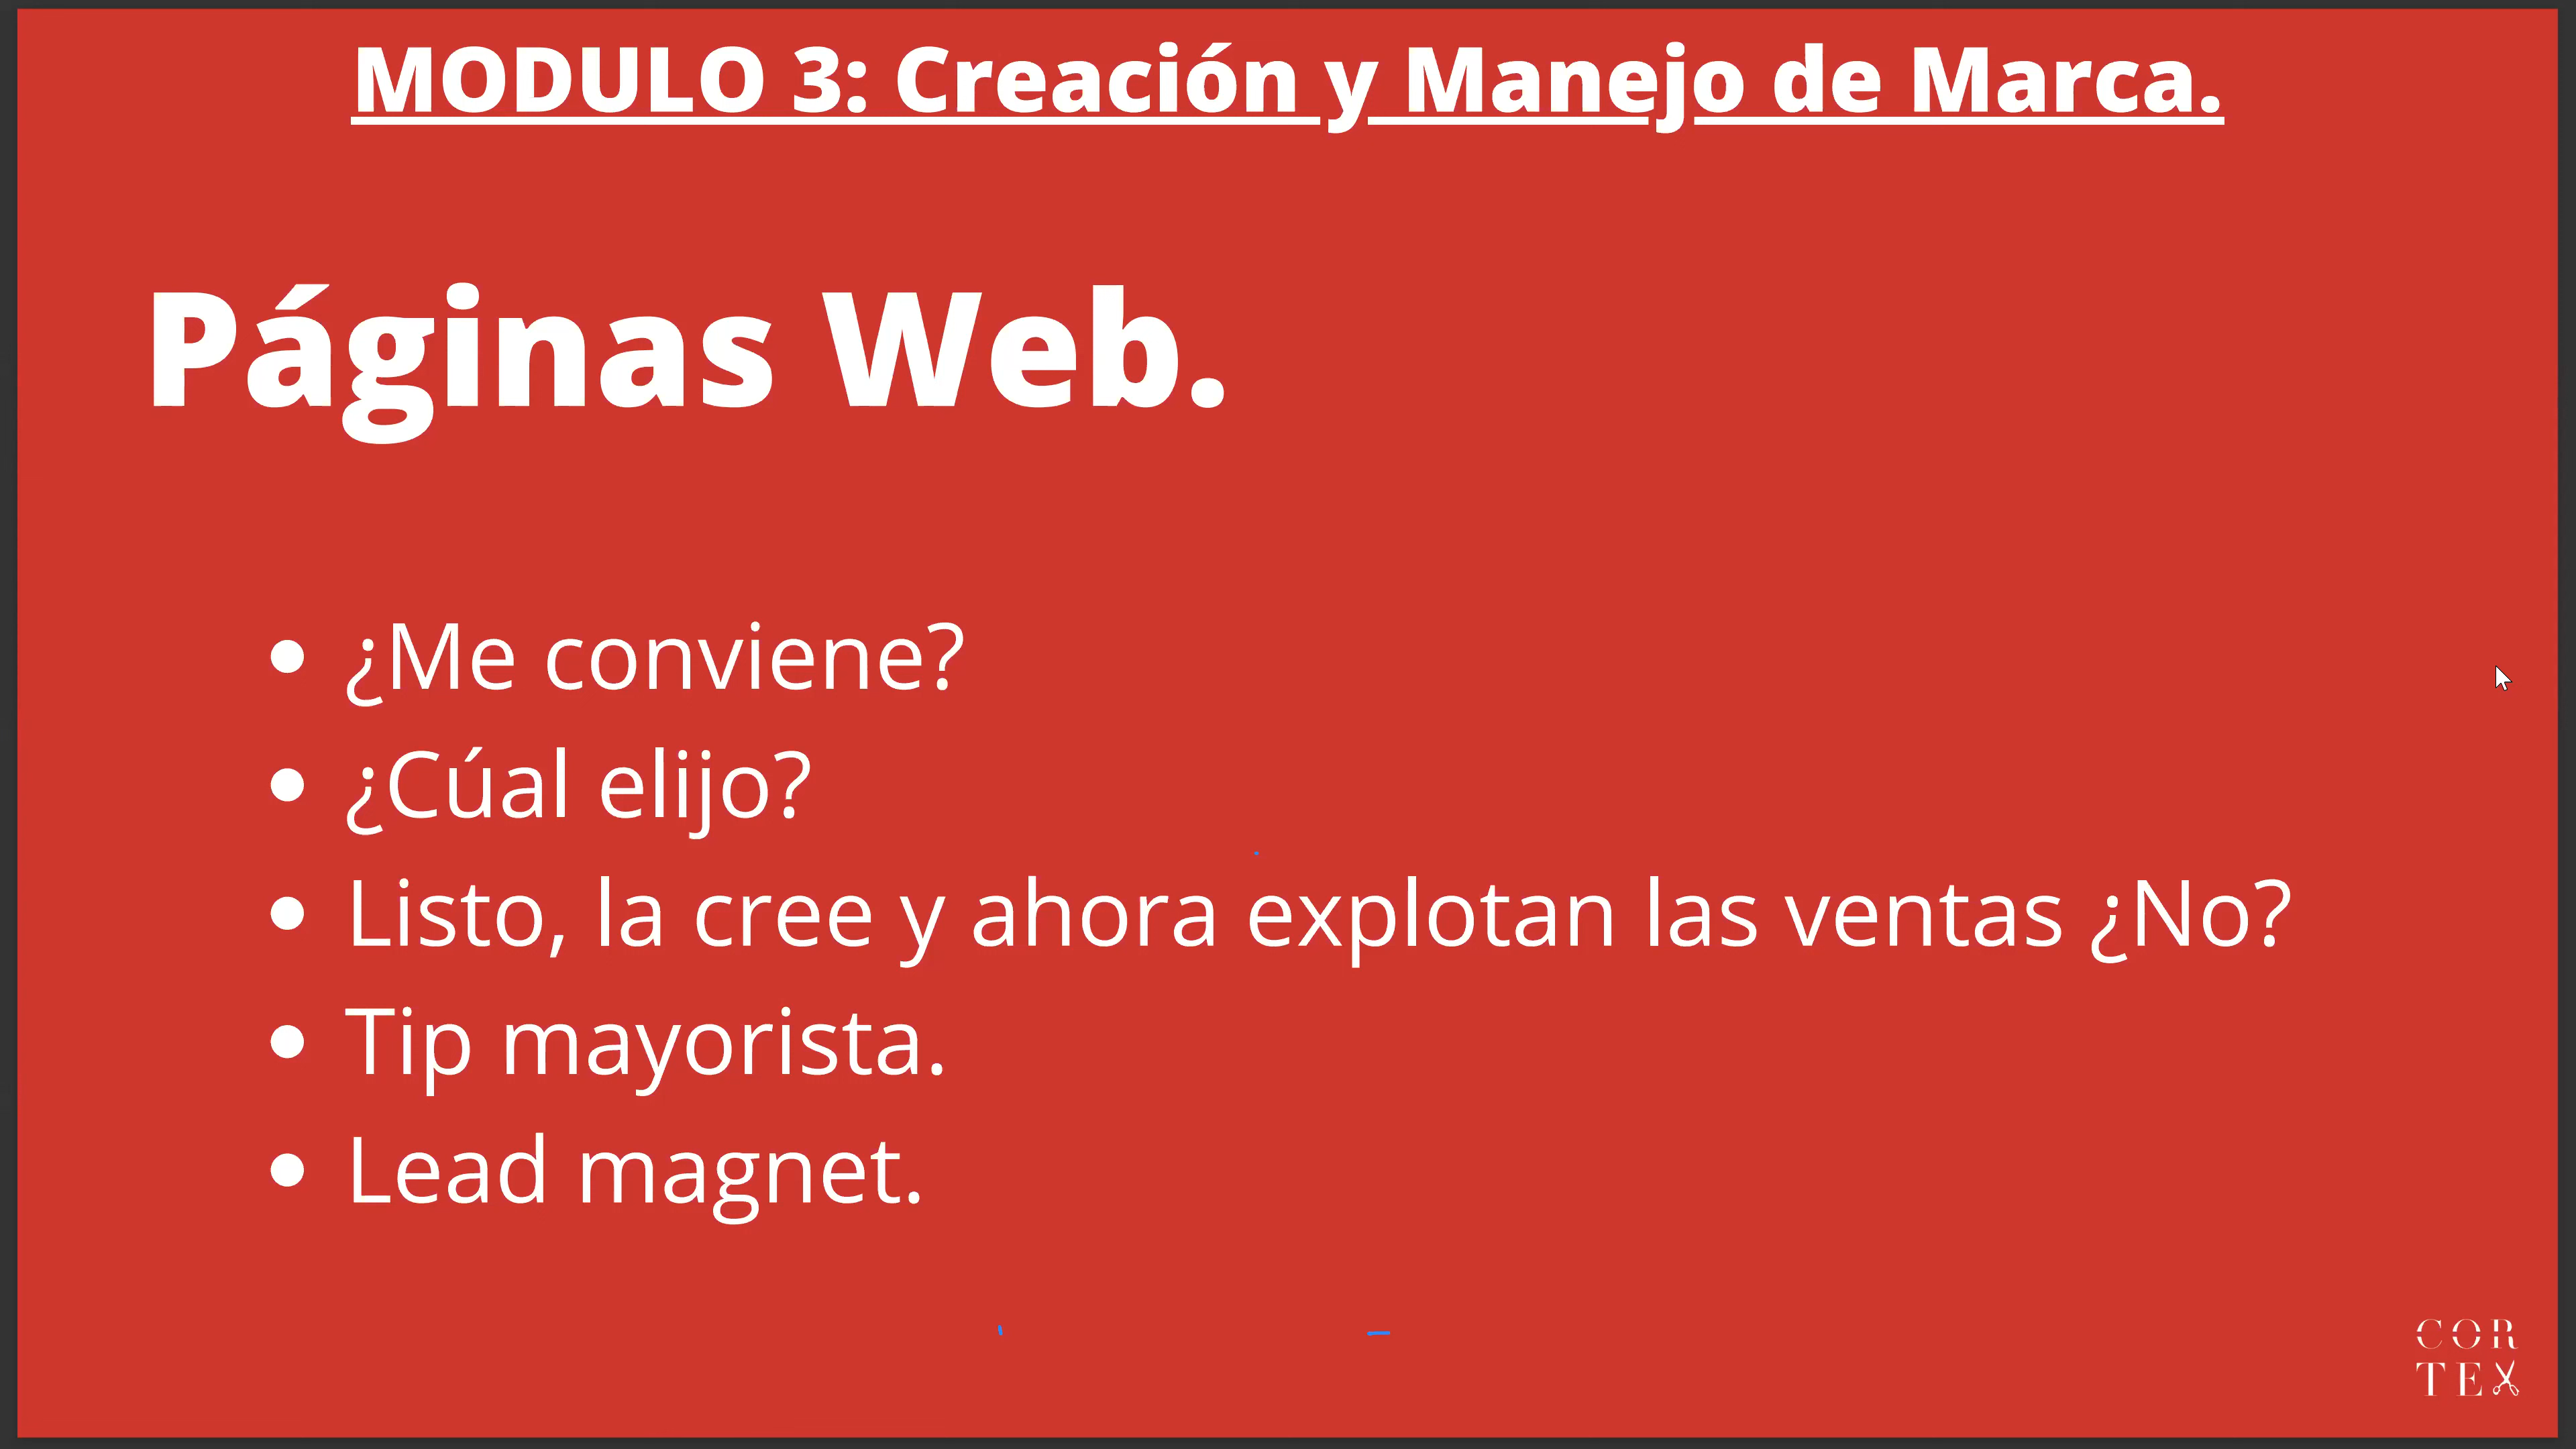 MODULO 3: Creación y Manejo de Marca.
Páginas Web.
• ¿Me conviene?
• ¿Cúal elijo?
• Listo, la cree y ahora explotan las ventas ¿No?
• Tip mayorista.
• Lead magnet.
COR
TEX